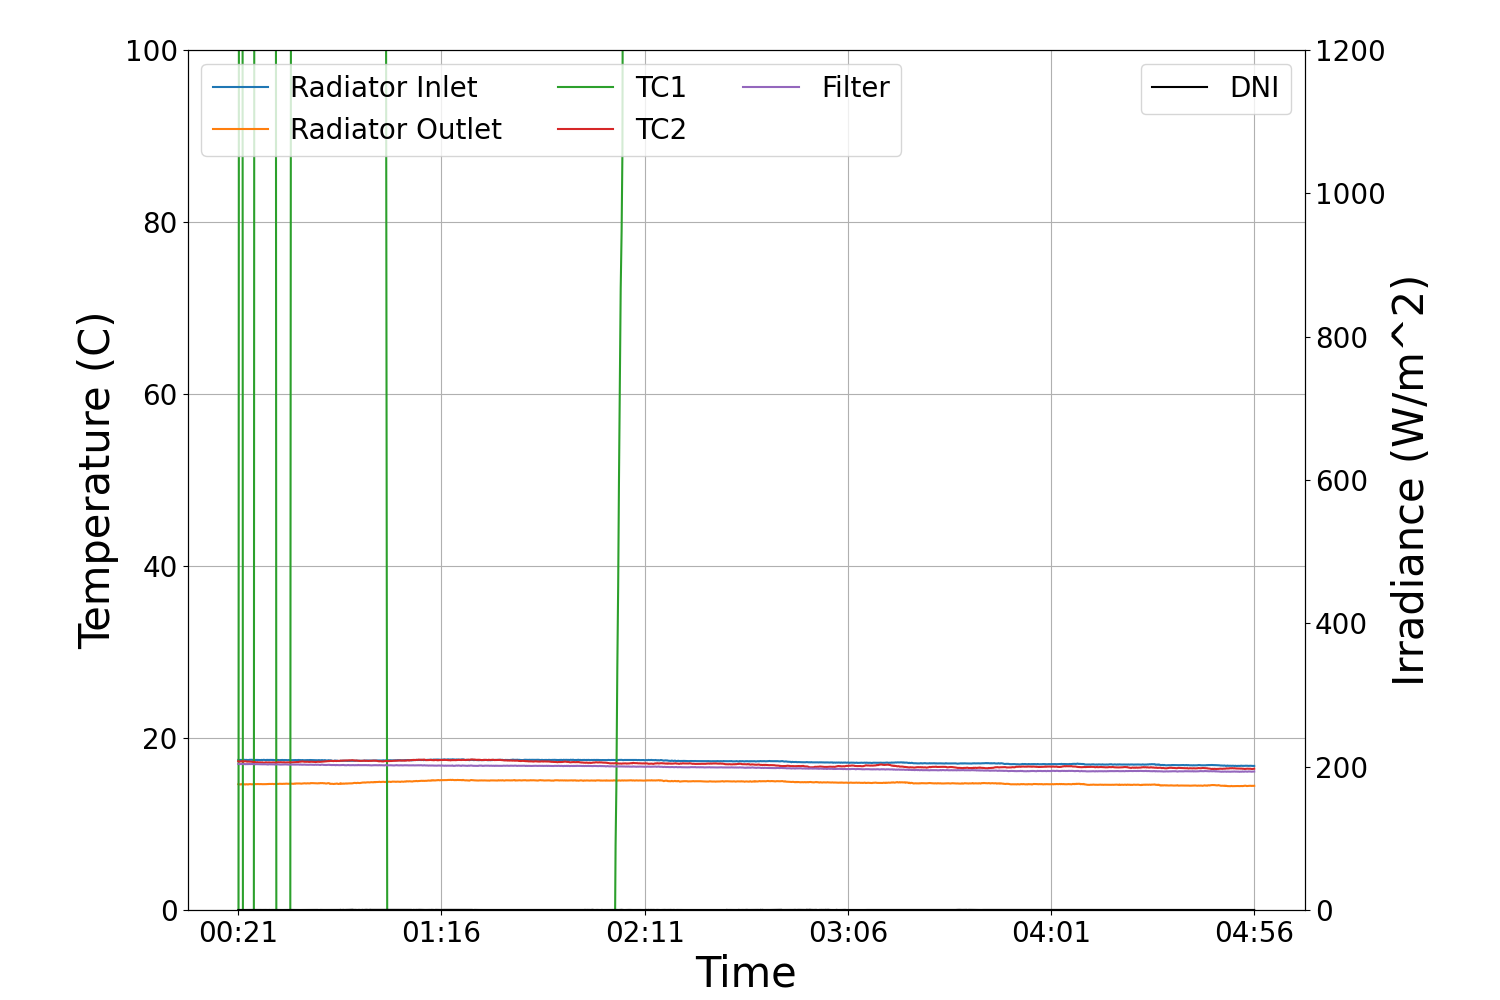 Radiator Inlet
Radiator Outlet
TC1
TC2
Filter
DNI
100
80
60
40
20
0
Temperature (C)
1200
1000
800
600
400
200
0
Irradiance (W/m^2)
00:21 01:16 02:11 03:06 04:01 04:56
Time